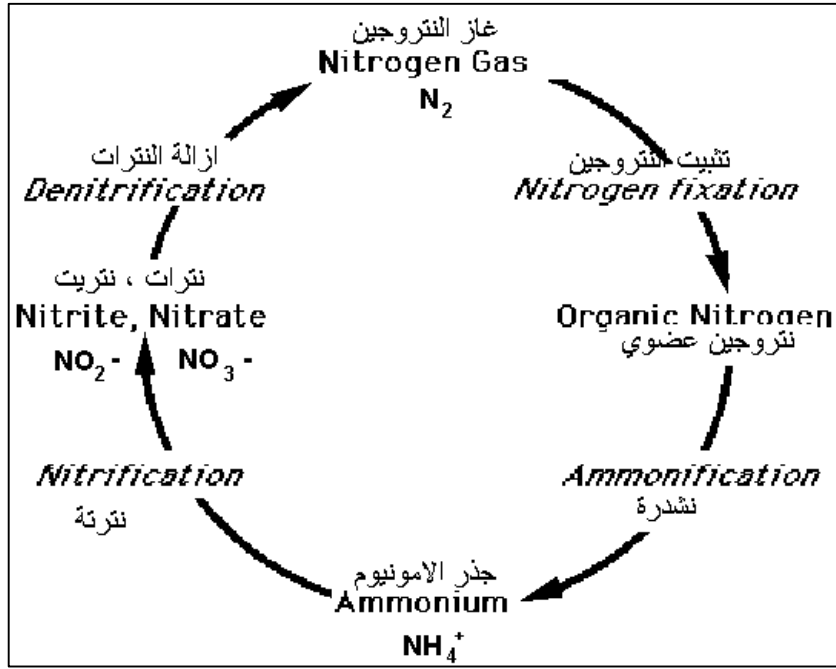 غاز النتروجين
Nitrogen Gas
N₂
ازالة النترات
Denitrification
تثبيت النتروجين
Nitrogen fixation
نترات ، نتريت
Nitrite, Nitrate
NO₂ - NO₃ -
Organic Nitrogen
نتروجين عضوي
Nitrification
نترتة
Ammonification
نشدرة
جذر الامونيوم
Ammonium
NH₄⁺